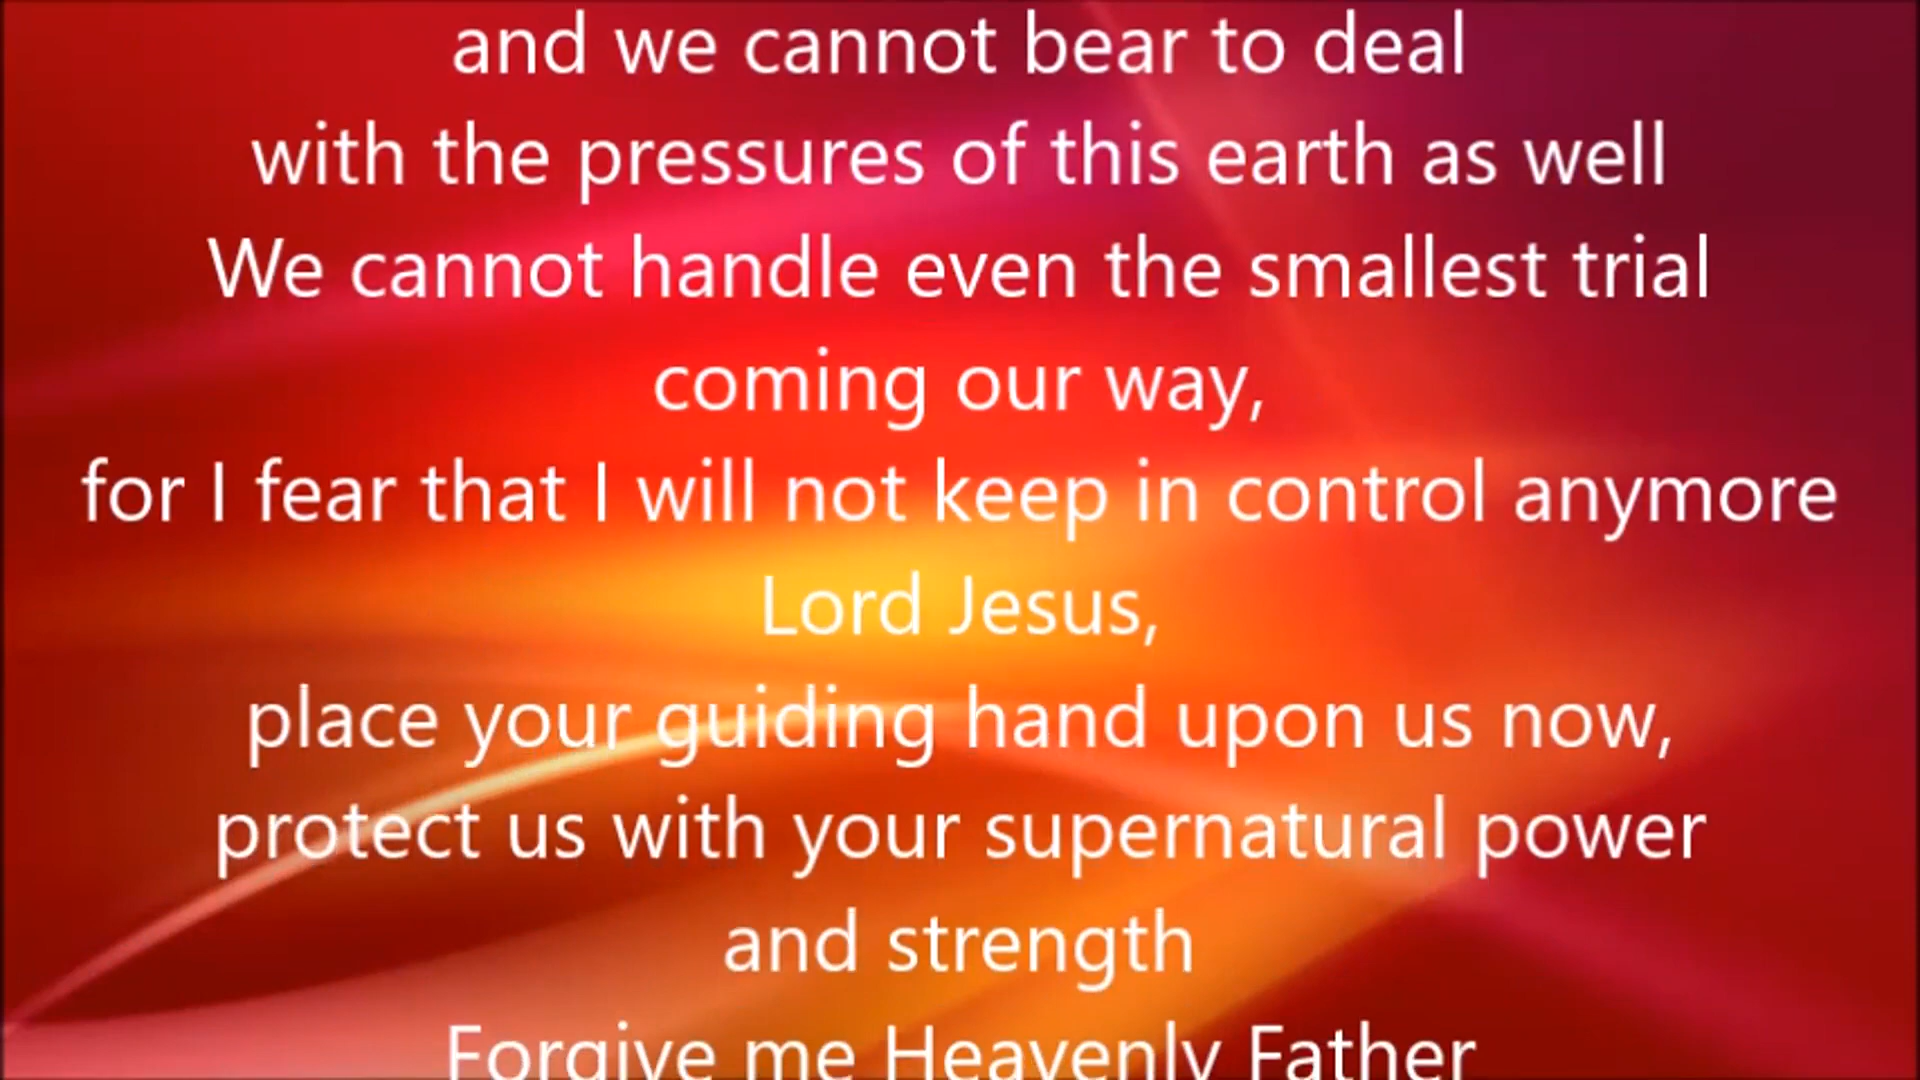 and we cannot bear to deal
with the pressures of this earth as well
We cannot handle even the smallest trial
coming our way,
for I fear that I will not keep in control anymore
Lord Jesus,
place your guiding hand upon us now,
protect us with your supernatural power
and strength
Forgive me Heavenly Father